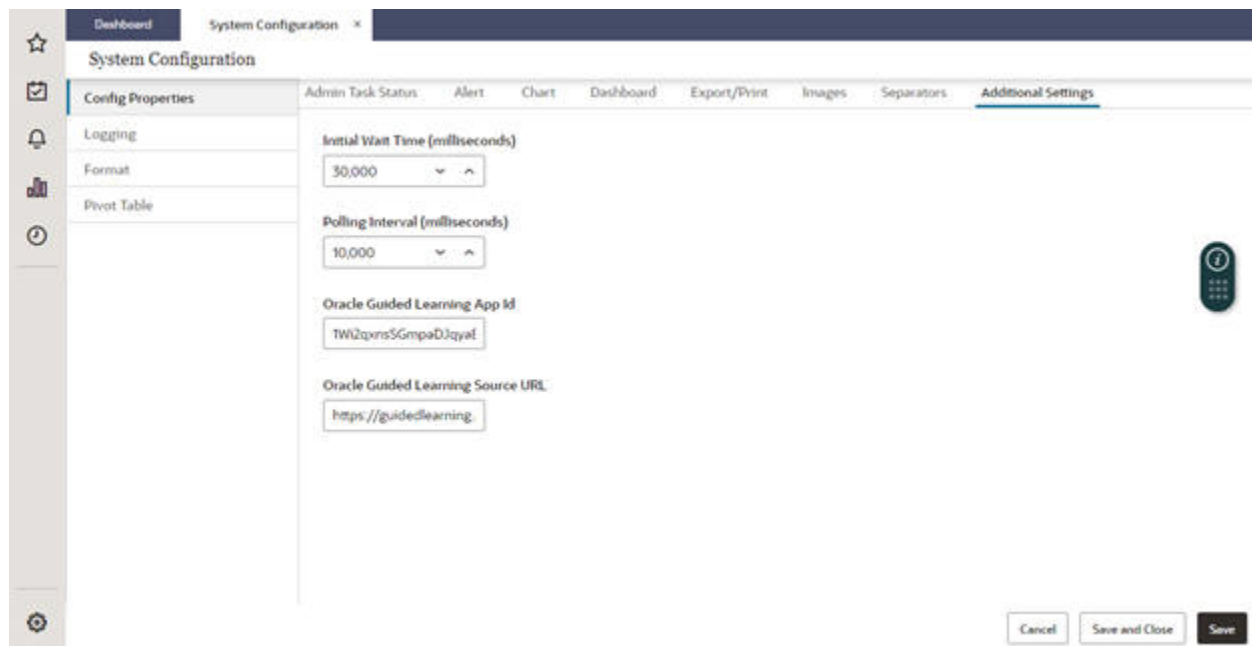 Dashboard System Configuration ×
System Configuration
Config Properties
Logging
Format
Pivot Table
Admin Task Status Alert Chart Dashboard Export/Print Images Separators Additional Settings
Initial Wait Time (milliseconds)
30,000
Polling Interval (milliseconds)
10,000
Oracle Guided Learning App Id
Oracle Guided Learning Source URL
https://guidedlearning.
Cancel Save and Close Save